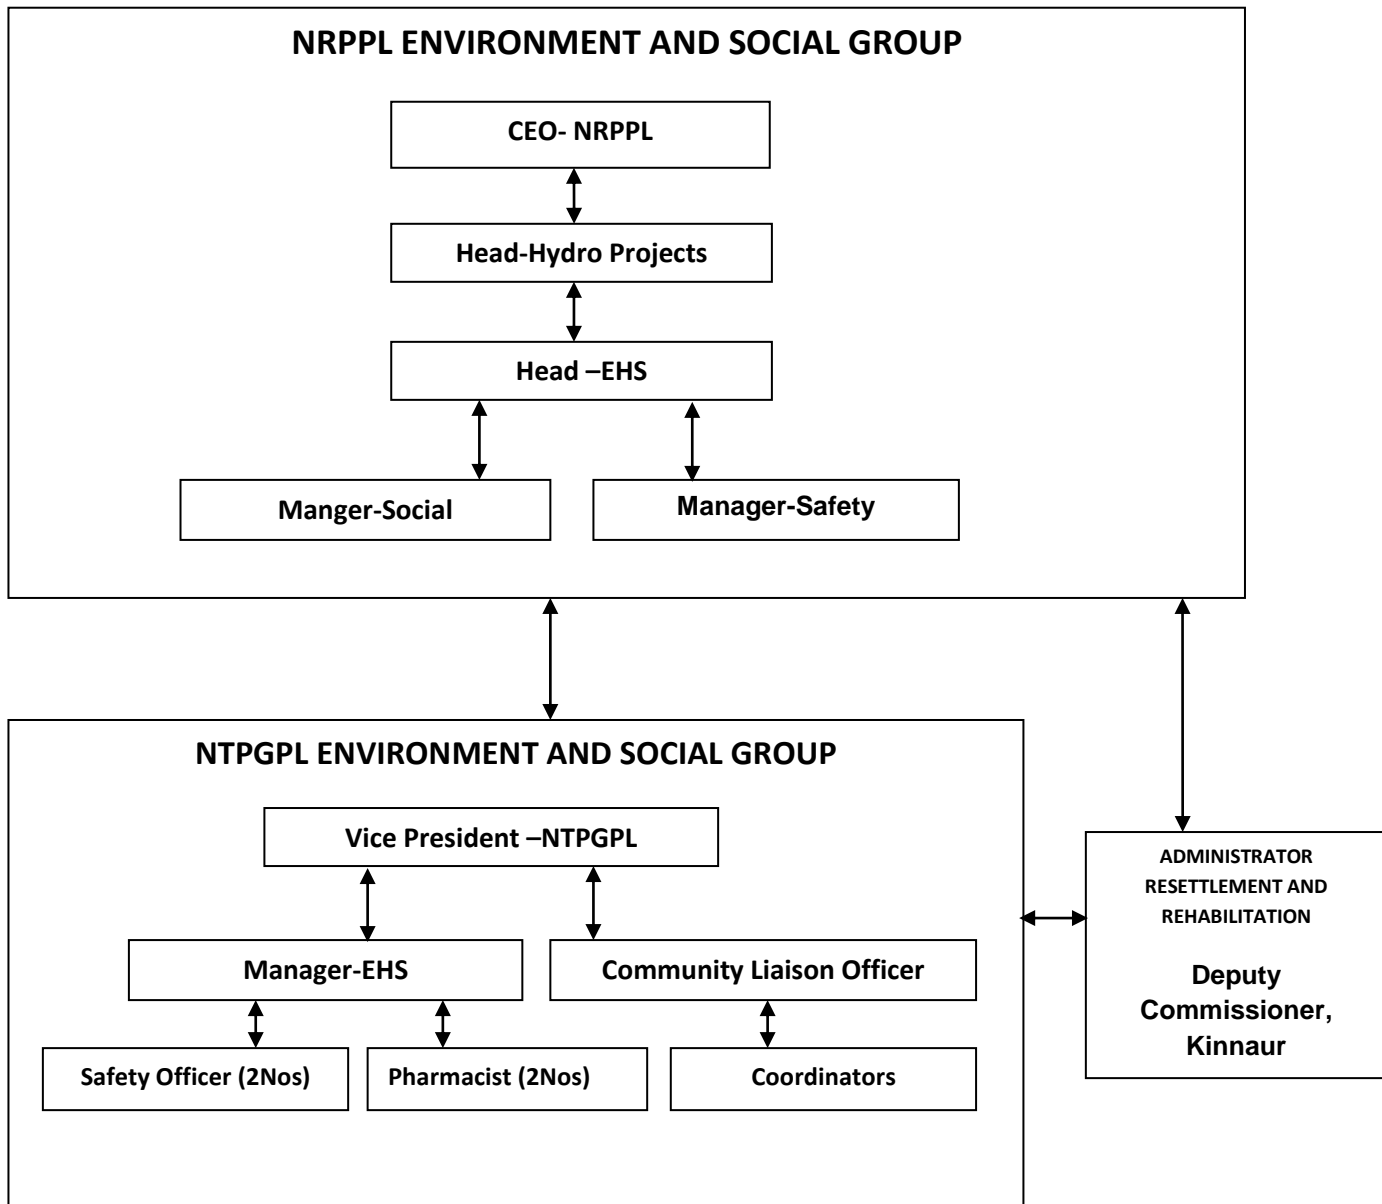 NRPPL ENVIRONMENT AND SOCIAL GROUP
CEO- NRPPL
Head-Hydro Projects
Head –EHS
Manger-Social
Manager-Safety
NTPGPL ENVIRONMENT AND SOCIAL GROUP
Vice President –NTPGPL
Manager-EHS
Community Liaison Officer
Safety Officer (2Nos)
Pharmacist (2Nos)
Coordinators
ADMINISTRATOR
RESETTLEMENT AND
REHABILITATION
Deputy
Commissioner,
Kinnaur